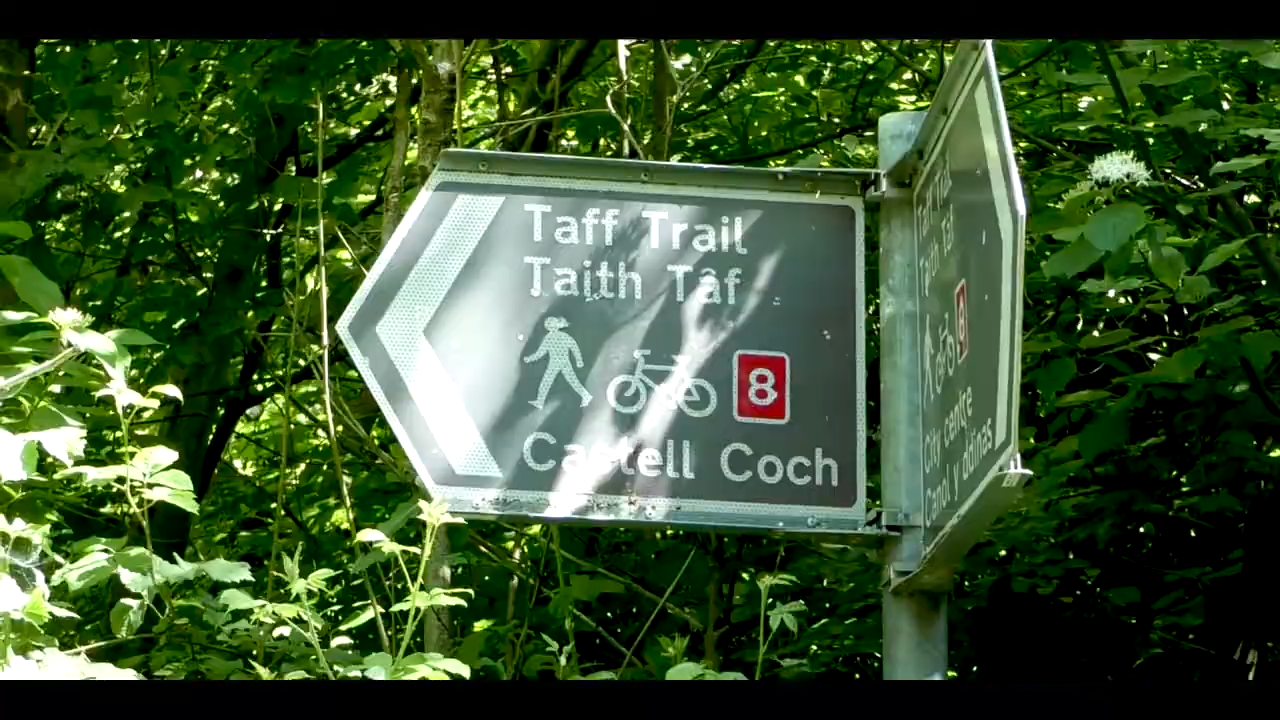 Taff Trail
Taith Taf
8
Castell Coch
Taff Trail
Taith Taf
8
City centre
Canol y ddinas